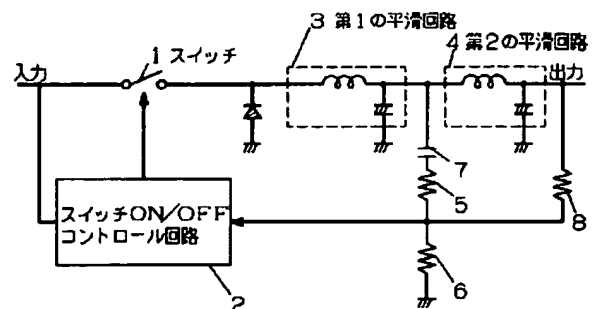 3 第1の平滑回路
4 第2の平滑回路
入力
1 スイッチ
出力
7
5
8
スイッチON/OFF
コントロール回路
6
2